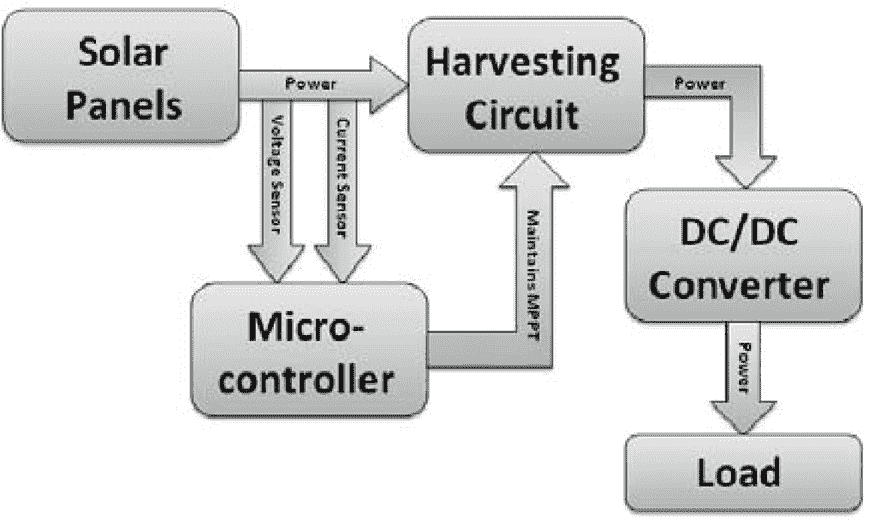 Solar
Panels
Power
Harvesting
Circuit
Power
Voltage Sensor
Current Sensor
Maintains MPPT
DC/DC
Converter
Micro-
controller
Power
Load